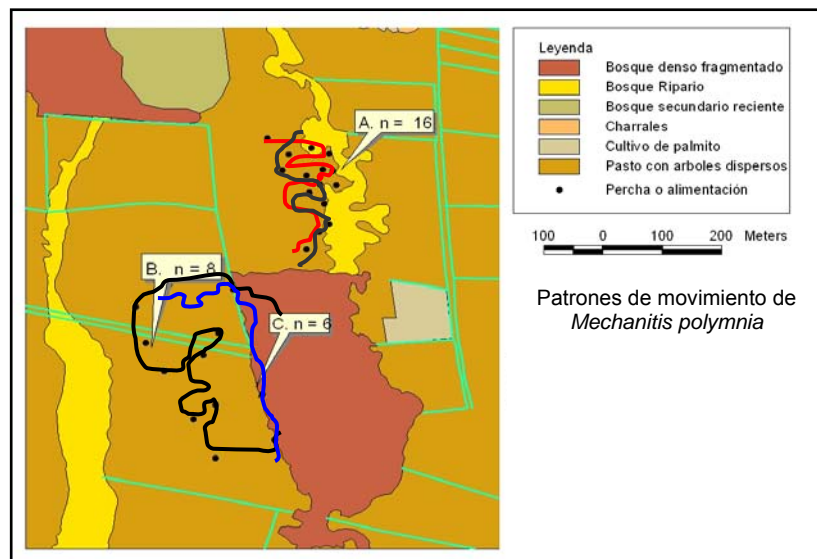 A. n = 16
B. n = 8
C. n = 6
Leyenda
Bosque denso fragmentado
Bosque Ripario
Bosque secundario reciente
Charrales
Cultivo de palmito
Pasto con arboles dispersos
Percha o alimentación
100 0 100 200 Meters
Patrones de movimiento de
Mechanitis polymnia